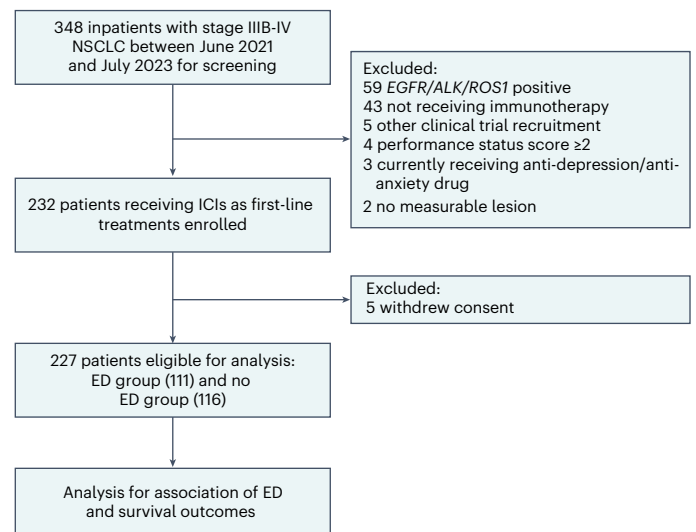 348 inpatients with stage IIIB-IV
NSCLC between June 2021
and July 2023 for screening
Excluded:
59 EGFR/ALK/ROS1 positive
43 not receiving immunotherapy
5 other clinical trial recruitment
4 performance status score ≥2
3 currently receiving anti-depression/anti-
anxiety drug
2 no measurable lesion
232 patients receiving ICIs as first-line
treatments enrolled
Excluded:
5 withdrew consent
227 patients eligible for analysis:
ED group (111) and no
ED group (116)
Analysis for association of ED
and survival outcomes